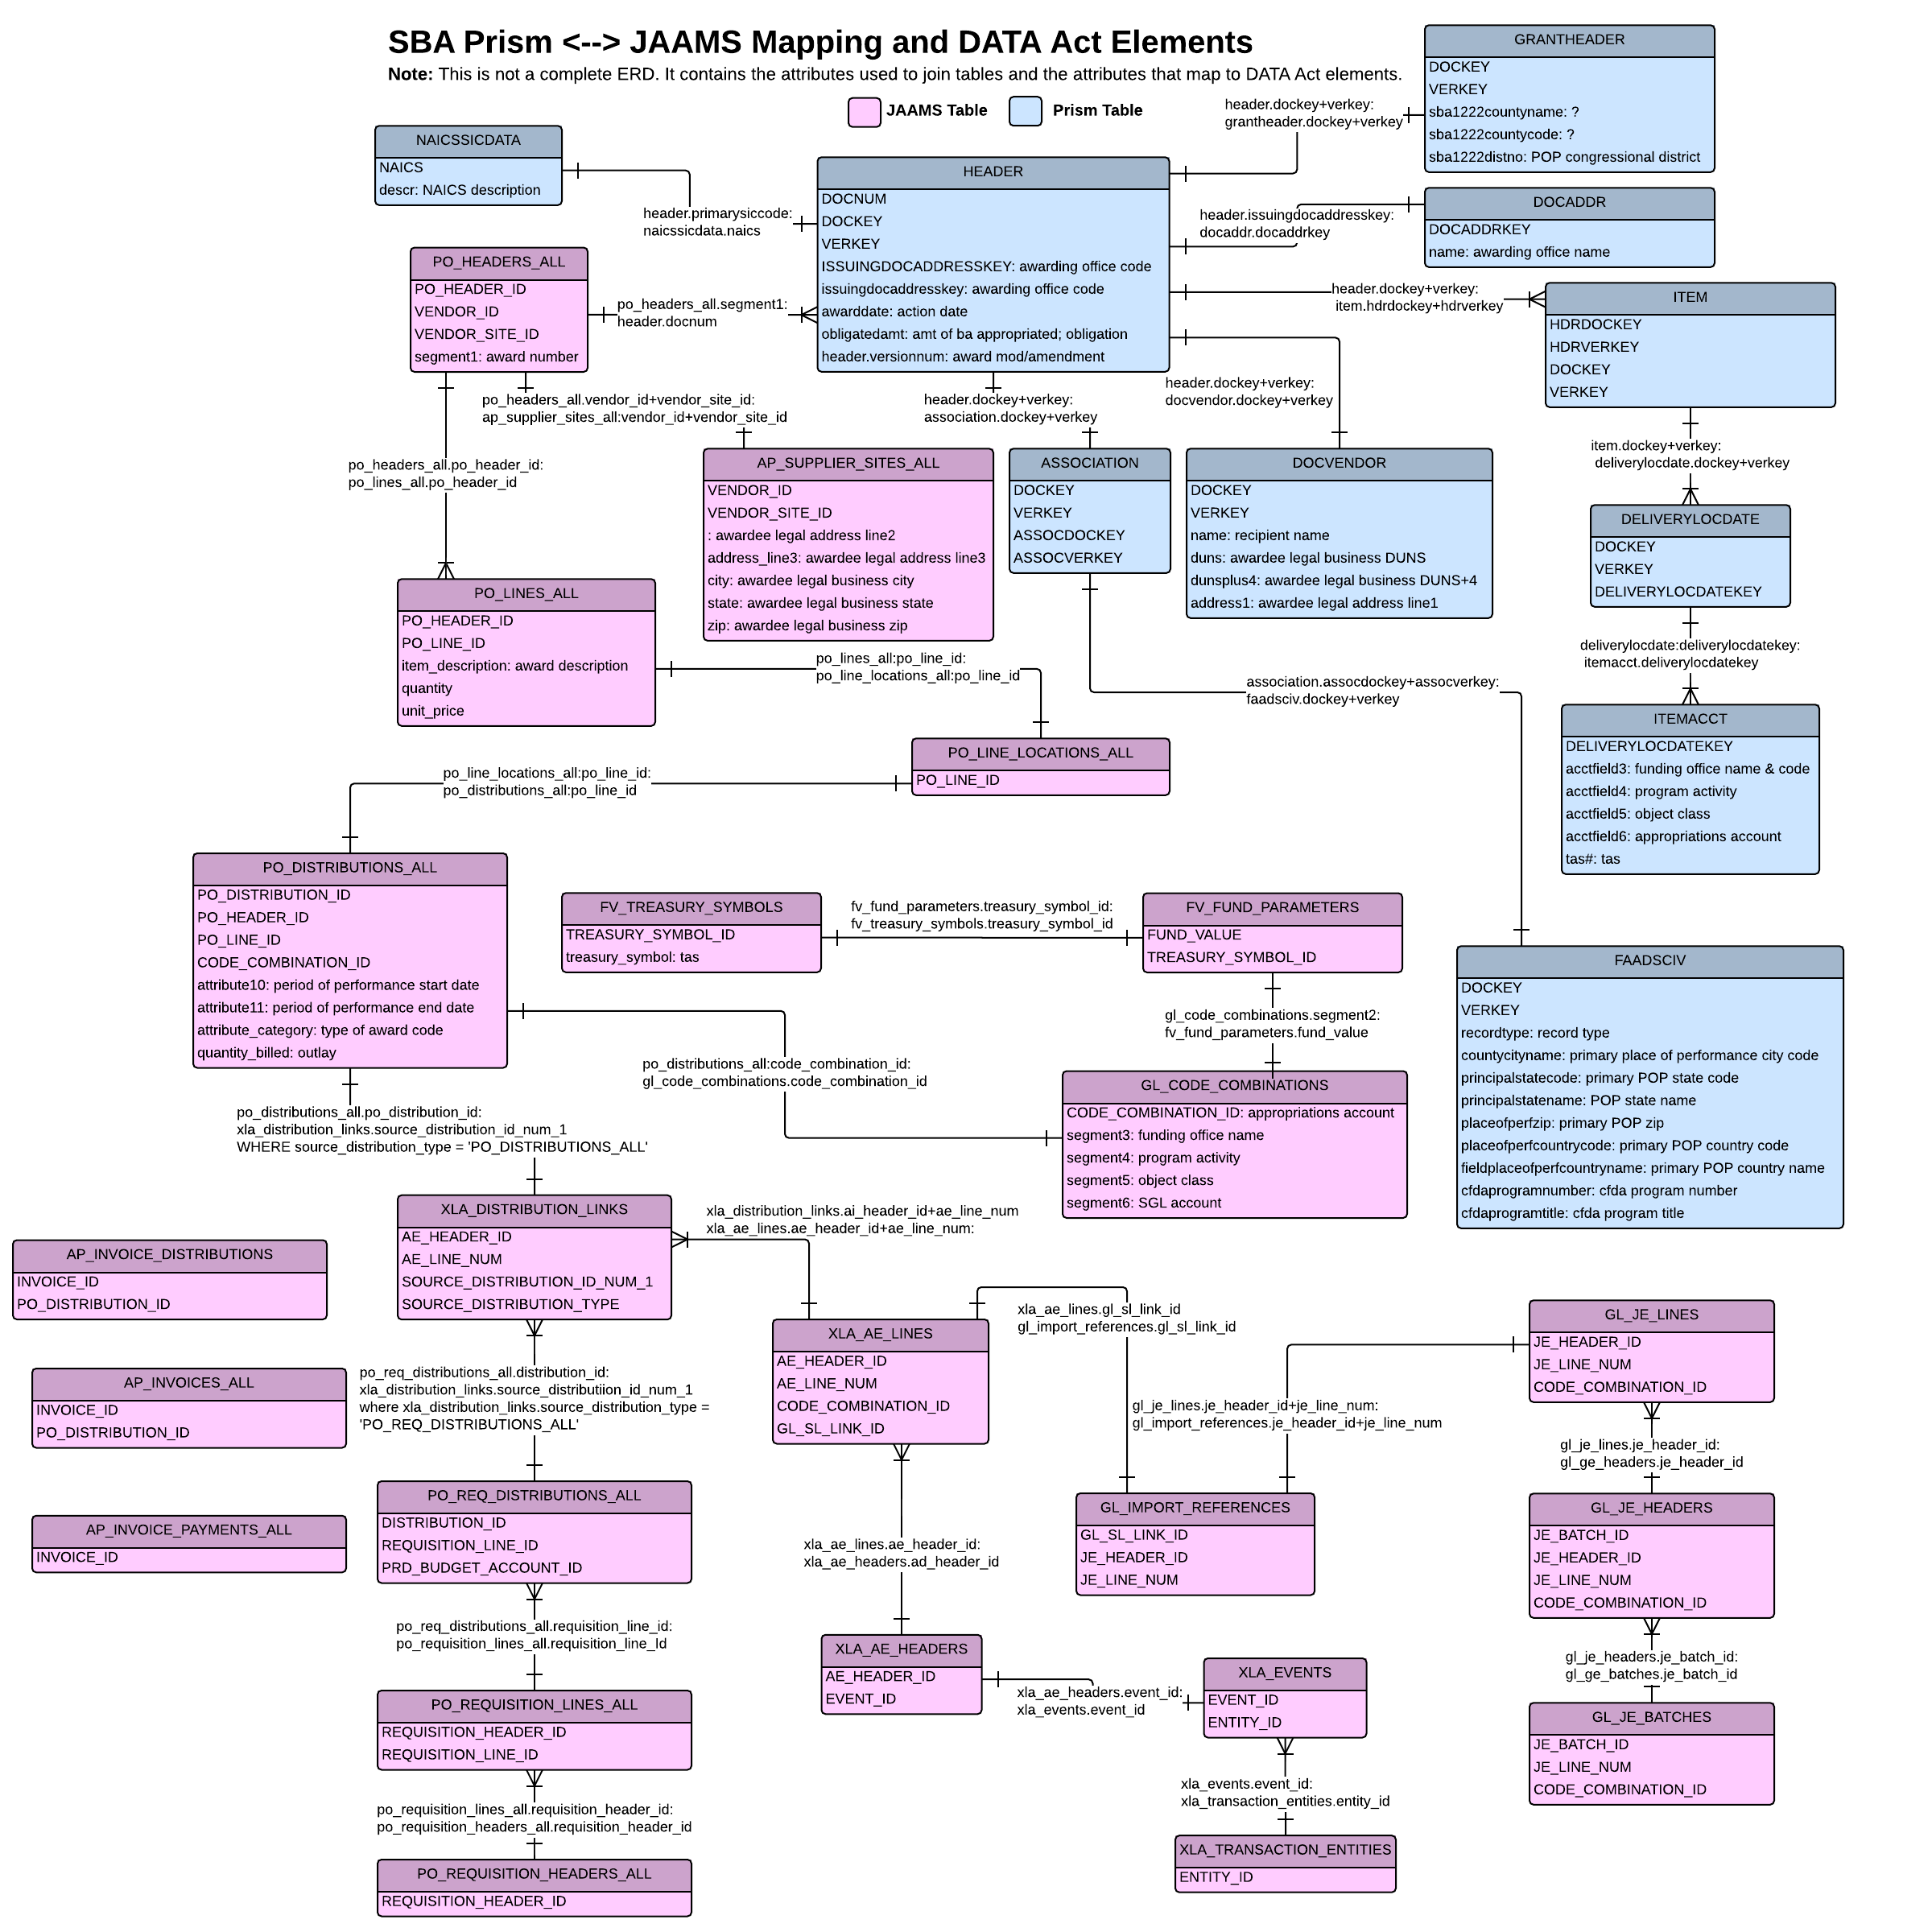 SBA Prism <--> JAAMS Mapping and DATA Act Elements
Note: This is not a complete ERD. It contains the attributes used to join tables and the attributes that map to DATA Act elements.
JAAMS Table
Prism Table
GRANTHEADER
DOCKEY
VERKEY
sba1222countyname: ?
sba1222countycode: ?
sba1222distno: POP congressional district
header.dockey+verkey:
grantheader.dockey+verkey
NAICSSICDATA
NAICS
descr: NAICS description
header.primarysiccode:
naicssicdata.naics
HEADER
DOCNUM
DOCKEY
VERKEY
ISSUINGDOCADDRESSKEY: awarding office code
issuingdocaddresskey: awarding office code
awarddate: action date
obligatedamt: amt of ba appropriated; obligation
header.versionnum: award mod/amendment
header.issuingdocaddresskey:
docaddr.docaddrkey
DOCADDR
DOCADDRKEY
name: awarding office name
PO_HEADERS_ALL
PO_HEADER_ID
VENDOR_ID
VENDOR_SITE_ID
segment1: award number
po_headers_all.segment1:
header.docnum
header.dockey+verkey:
item.hdrdockey+hdrverkey
ITEM
HDRDOCKEY
HDRVERKEY
DOCKEY
VERKEY
po_headers_all.vendor_id+vendor_site_id:
ap_supplier_sites_all:vendor_id+vendor_site_id
header.dockey+verkey:
association.dockey+verkey
header.dockey+verkey:
docvendor.dockey+verkey
item.dockey+verkey:
deliverylocdate.dockey+verkey
po_headers_all.po_header_id:
po_lines_all.po_header_id
AP_SUPPLIER_SITES_ALL
VENDOR_ID
VENDOR_SITE_ID
: awardee legal address line2
address_line3: awardee legal address line3
city: awardee legal business city
state: awardee legal business state
zip: awardee legal business zip
ASSOCIATION
DOCKEY
VERKEY
ASSOCDOCKEY
ASSOCVERKEY
DOCVENDOR
DOCKEY
VERKEY
name: recipient name
duns: awardee legal business DUNS
dunsplus4: awardee legal business DUNS+4
address1: awardee legal address line1
DELIVERYLOCDATE
DOCKEY
VERKEY
DELIVERYLOCDATEKEY
PO_LINES_ALL
PO_HEADER_ID
PO_LINE_ID
item_description: award description
quantity
unit_price
po_lines_all:po_line_id:
po_line_locations_all:po_line_id
deliverylocdate:deliverylocdatekey:
itemacct.deliverylocdatekey
association.assocdockey+assocverkey:
faadsciv.dockey+verkey
ITEMACCT
DELIVERYLOCDATEKEY
acctfield3: funding office name & code
acctfield4: program activity
acctfield5: object class
acctfield6: appropriations account
tas#: tas
PO_LINE_LOCATIONS_ALL
PO_LINE_ID
po_line_locations_all:po_line_id:
po_distributions_all:po_line_id
PO_DISTRIBUTIONS_ALL
PO_DISTRIBUTION_ID
PO_HEADER_ID
PO_LINE_ID
CODE_COMBINATION_ID
attribute10: period of performance start date
attribute11: period of performance end date
attribute_category: type of award code
quantity_billed: outlay
FV_TREASURY_SYMBOLS
TREASURY_SYMBOL_ID
treasury_symbol: tas
fv_fund_parameters.treasury_symbol_id:
fv_treasury_symbols.treasury_symbol_id
FV_FUND_PARAMETERS
FUND_VALUE
TREASURY_SYMBOL_ID
gl_code_combinations.segment2:
fv_fund_parameters.fund_value
FAADSCIV
DOCKEY
VERKEY
recordtype: record type
countycityname: primary place of performance city code
principalstatecode: primary POP state code
principalstatename: POP state name
placeofperfzip: primary POP zip
placeofperfcountrycode: primary POP country code
fieldplaceofperfcountryname: primary POP country name
cfdaprogramnumber: cfda program number
cfdaprogramtitle: cfda program title
po_distributions_all:code_combination_id:
gl_code_combinations.code_combination_id
GL_CODE_COMBINATIONS
CODE_COMBINATION_ID: appropriations account
segment3: funding office name
segment4: program activity
segment5: object class
segment6: SGL account
po_distributions_all.po_distribution_id:
xla_distribution_links.source_distribution_id_num_1
WHERE source_distribution_type = 'PO_DISTRIBUTIONS_ALL'
XLA_DISTRIBUTION_LINKS
AE_HEADER_ID
AE_LINE_NUM
SOURCE_DISTRIBUTION_ID_NUM_1
SOURCE_DISTRIBUTION_TYPE
xla_distribution_links.ai_header_id+ae_line_num
xla_ae_lines.ae_header_id+ae_line_num:
AP_INVOICE_DISTRIBUTIONS
INVOICE_ID
PO_DISTRIBUTION_ID
XLA_AE_LINES
AE_HEADER_ID
AE_LINE_NUM
CODE_COMBINATION_ID
GL_SL_LINK_ID
xla_ae_lines.gl_sl_link_id
gl_import_references.gl_sl_link_id
GL_JE_LINES
JE_HEADER_ID
JE_LINE_NUM
CODE_COMBINATION_ID
AP_INVOICES_ALL
INVOICE_ID
PO_DISTRIBUTION_ID
po_req_distributions_all.distribution_id:
xla_distribution_links.source_distributiion_id_num_1
where xla_distribution_links.source_distribution_type =
'PO_REQ_DISTRIBUTIONS_ALL'
gl_je_lines.je_header_id+je_line_num:
gl_import_references.je_header_id+je_line_num
gl_je_lines.je_header_id:
gl_ge_headers.je_header_id
PO_REQ_DISTRIBUTIONS_ALL
DISTRIBUTION_ID
REQUISITION_LINE_ID
PRD_BUDGET_ACCOUNT_ID
GL_IMPORT_REFERENCES
GL_SL_LINK_ID
JE_HEADER_ID
JE_LINE_NUM
GL_JE_HEADERS
JE_BATCH_ID
JE_HEADER_ID
JE_LINE_NUM
CODE_COMBINATION_ID
AP_INVOICE_PAYMENTS_ALL
INVOICE_ID
xla_ae_lines.ae_header_id:
xla_ae_headers.ad_header_id
po_req_distributions_all.requisition_line_id:
po_requisition_lines_all.requisition_line_Id
XLA_AE_HEADERS
AE_HEADER_ID
EVENT_ID
xla_ae_headers.event_id:
xla_events.event_id
XLA_EVENTS
EVENT_ID
ENTITY_ID
gl_je_headers.je_batch_id:
gl_ge_batches.je_batch_id
PO_REQUISITION_LINES_ALL
REQUISITION_HEADER_ID
REQUISITION_LINE_ID
GL_JE_BATCHES
JE_BATCH_ID
JE_LINE_NUM
CODE_COMBINATION_ID
xla_events.event_id:
xla_transaction_entities.entity_id
po_requisition_lines_all.requisition_header_id:
po_requisition_headers_all.requisition_header_id
XLA_TRANSACTION_ENTITIES
ENTITY_ID
PO_REQUISITION_HEADERS_ALL
REQUISITION_HEADER_ID